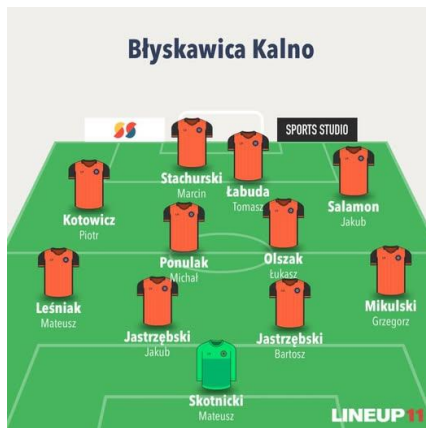 Błyskawica Kalno
SPORTS STUDIO
Stachurski
Marcin
Łabuda
Tomasz
Kotowicz
Piotr
Salamon
Jakub
Ponulak
Michał
Olszak
Łukasz
Leśniak
Mateusz
Mikulski
Grzegorz
Jastrzębski
Jakub
Jastrzębski
Bartosz
Skotnicki
Mateusz
LINEUP11